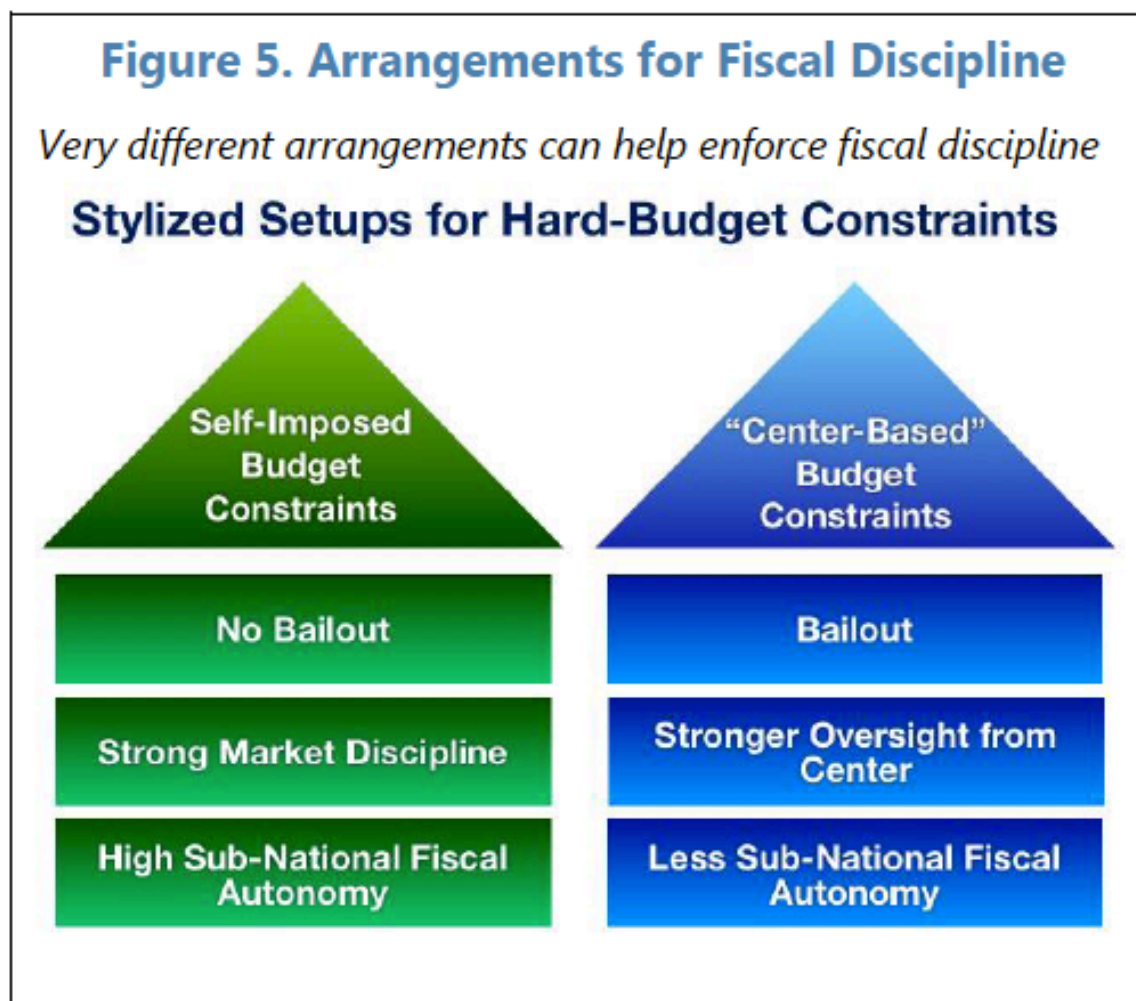 Figure 5. Arrangements for Fiscal Discipline
Very different arrangements can help enforce fiscal discipline
Stylized Setups for Hard-Budget Constraints
Self-Imposed
Budget
Constraints
No Bailout
Strong Market Discipline
High Sub-National Fiscal
Autonomy
“Center-Based”
Budget
Constraints
Bailout
Stronger Oversight from
Center
Less Sub-National Fiscal
Autonomy